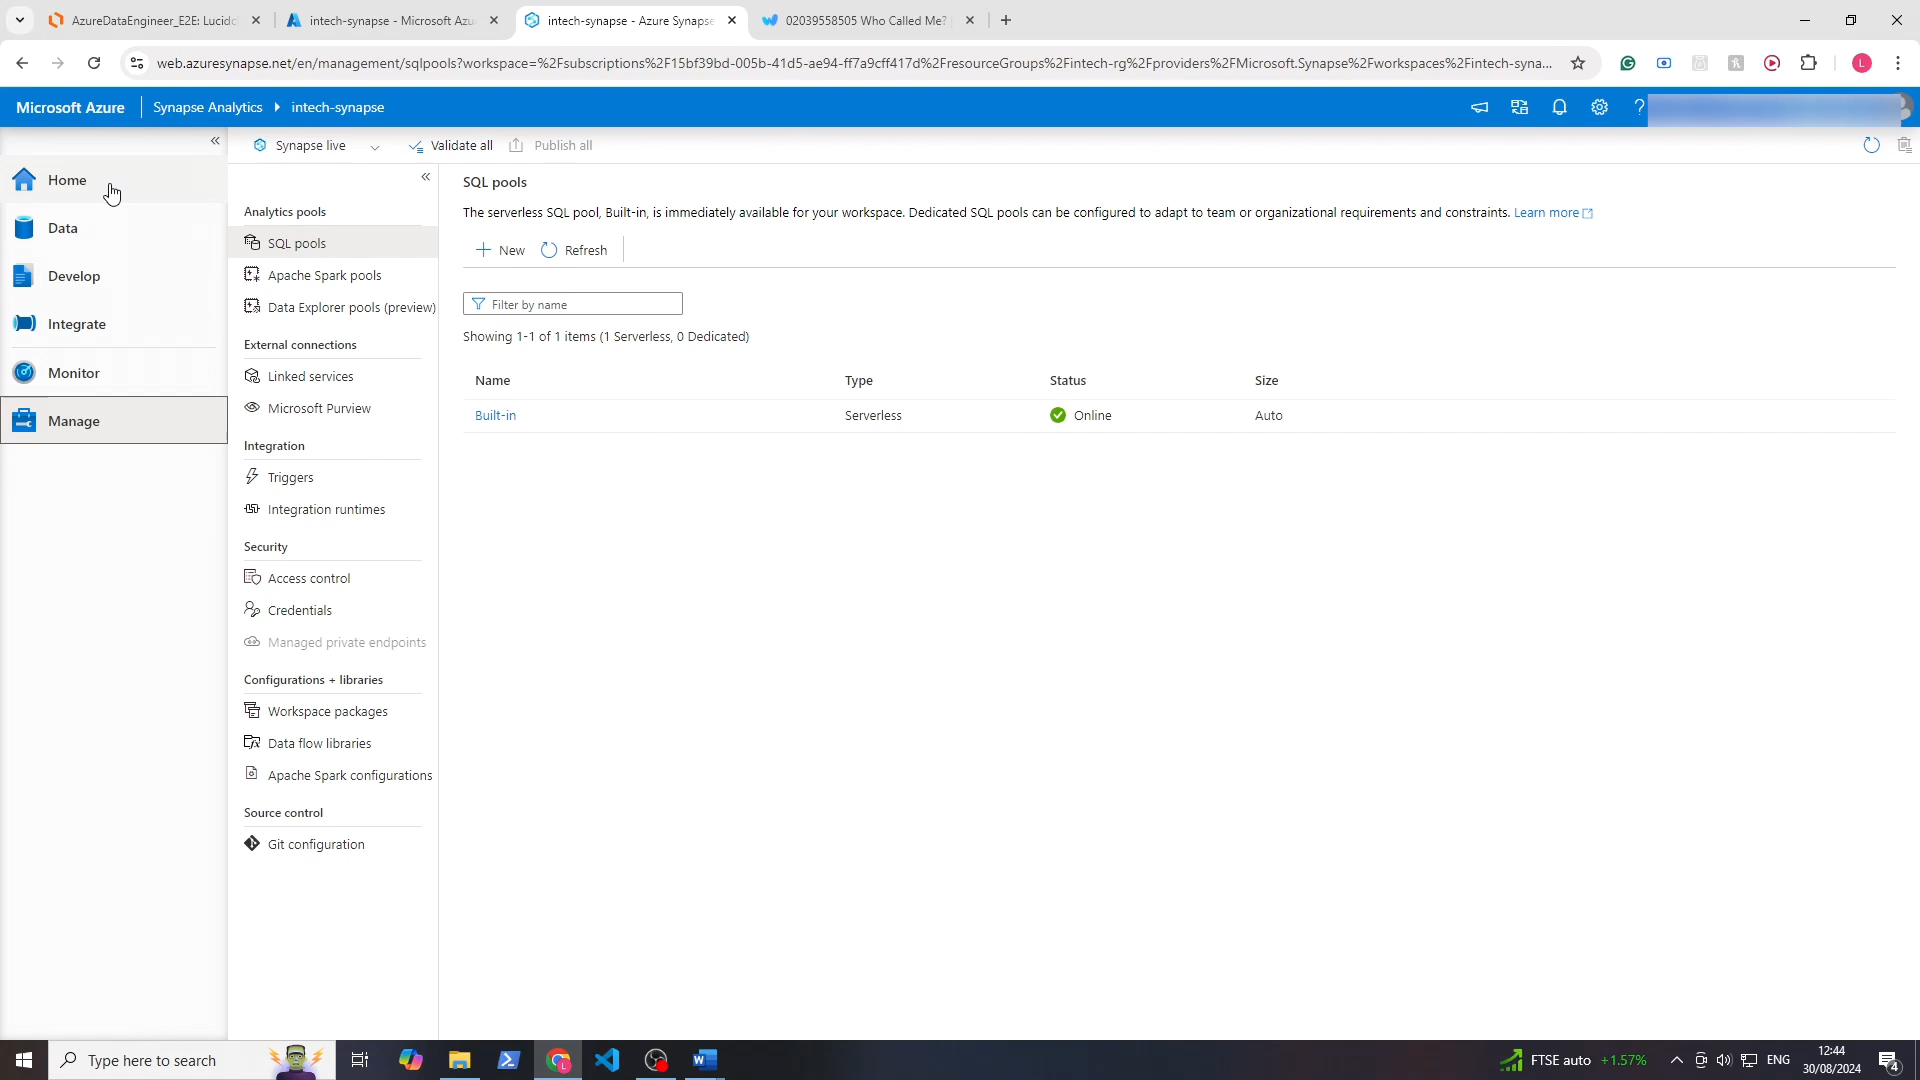 AzureDataEngineer_E2E: Lucidc
intech-synapse - Microsoft Azu
intech-synapse - Azure Synapse
02039558505 Who Called Me?
web.azuresynapse.net/en/management/sqlpools?workspace=%2Fsubscriptions%2F15bf39bd-005b-41d5-ae94-ff7a9cff417d%2FresourceGroups%2Fintech-rg%2Fproviders%2FMicrosoft.Synapse%2Fworkspaces%2Fintech-syna...
L
Microsoft Azure
Synapse Analytics
intech-synapse
Synapse live
Validate all
Publish all
Home
Data
Develop
Integrate
Monitor
Manage
Analytics pools
SQL pools
Apache Spark pools
Data Explorer pools (preview)
External connections
Linked services
Microsoft Purview
Integration
Triggers
Integration runtimes
Security
Access control
Credentials
Managed private endpoints
Configurations + libraries
Workspace packages
Data flow libraries
Apache Spark configurations
Source control
Git configuration
SQL pools
The serverless SQL pool, Built-in, is immediately available for your workspace. Dedicated SQL pools can be configured to adapt to team or organizational requirements and constraints. Learn more
New
Refresh
Filter by name
Showing 1-1 of 1 items (1 Serverless, 0 Dedicated)
Name Type Status Size
Built-in Serverless Online Auto
Type here to search
FTSE auto +1.57%
ENG
12:44
30/08/2024
4